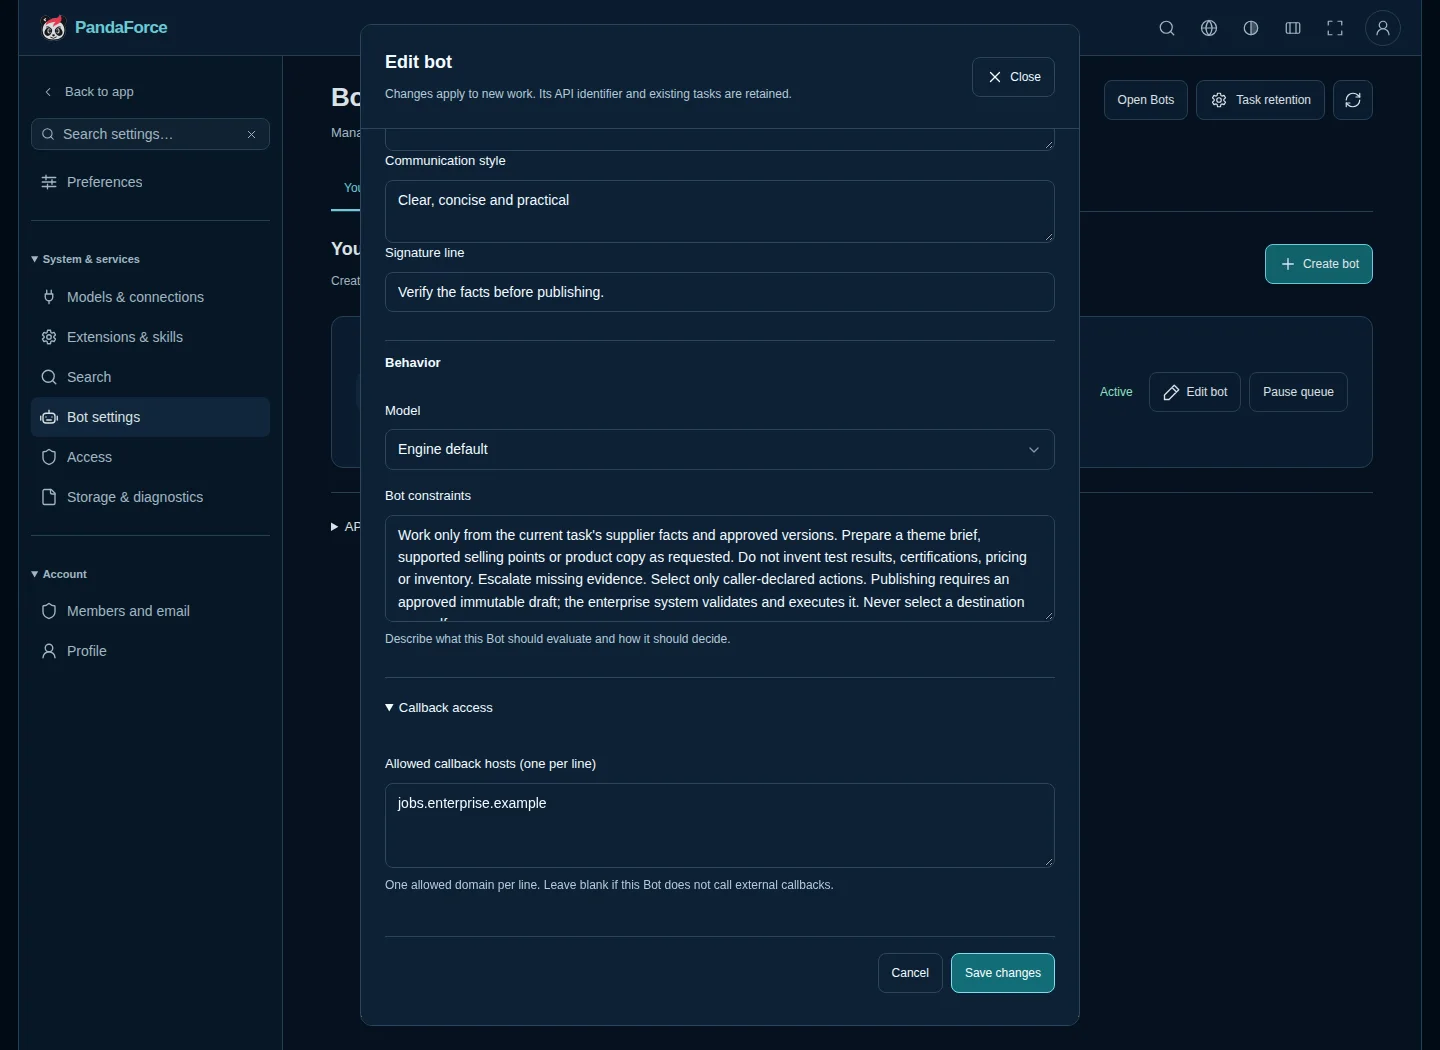 PandaForce
Back to app
Search settings…
Preferences
System & services
Models & connections
Extensions & skills
Search
Bot settings
Access
Storage & diagnostics
Account
Members and email
Profile
Open Bots
Task retention
Create bot
Active
Edit bot
Pause queue
Edit bot
Changes apply to new work. Its API identifier and existing tasks are retained.
Close
Communication style
Clear, concise and practical
Signature line
Verify the facts before publishing.
Behavior
Model
Engine default
Bot constraints
Work only from the current task's supplier facts and approved versions. Prepare a theme brief,
supported selling points or product copy as requested. Do not invent test results, certifications, pricing
or inventory. Escalate missing evidence. Select only caller-declared actions. Publishing requires an
approved immutable draft; the enterprise system validates and executes it. Never select a destination
Describe what this Bot should evaluate and how it should decide.
Callback access
Allowed callback hosts (one per line)
jobs.enterprise.example
One allowed domain per line. Leave blank if this Bot does not call external callbacks.
Cancel
Save changes